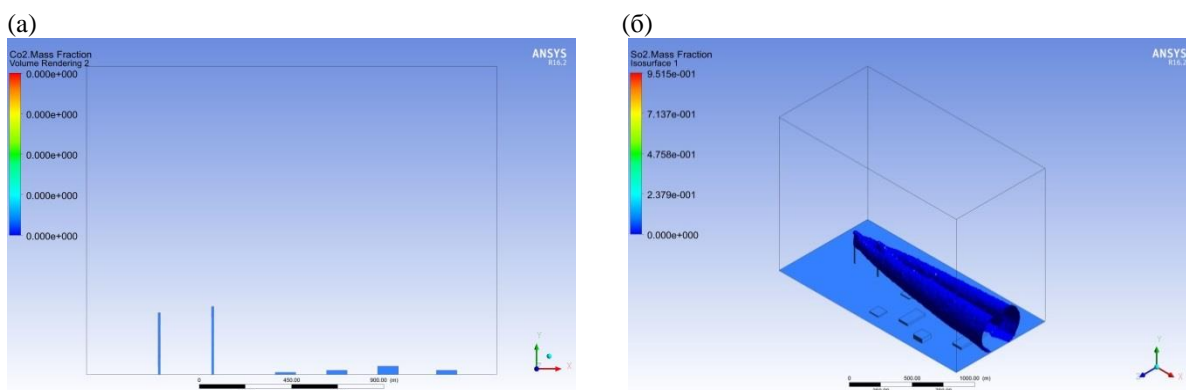 (а)
(б)
Co2.Mass Fraction
Volume Rendering 2
0.000e+000
0.000e+000
0.000e+000
0.000e+000
0.000e+000
ANSYS
R16.2
Y
X
0
450.00
900.00 (m)
So2.Mass Fraction
Isosurface 1
9.515e-001
7.137e-001
4.758e-001
2.379e-001
0.000e+000
ANSYS
R16.2
Y
X
0
500.00
1000.00 (m)